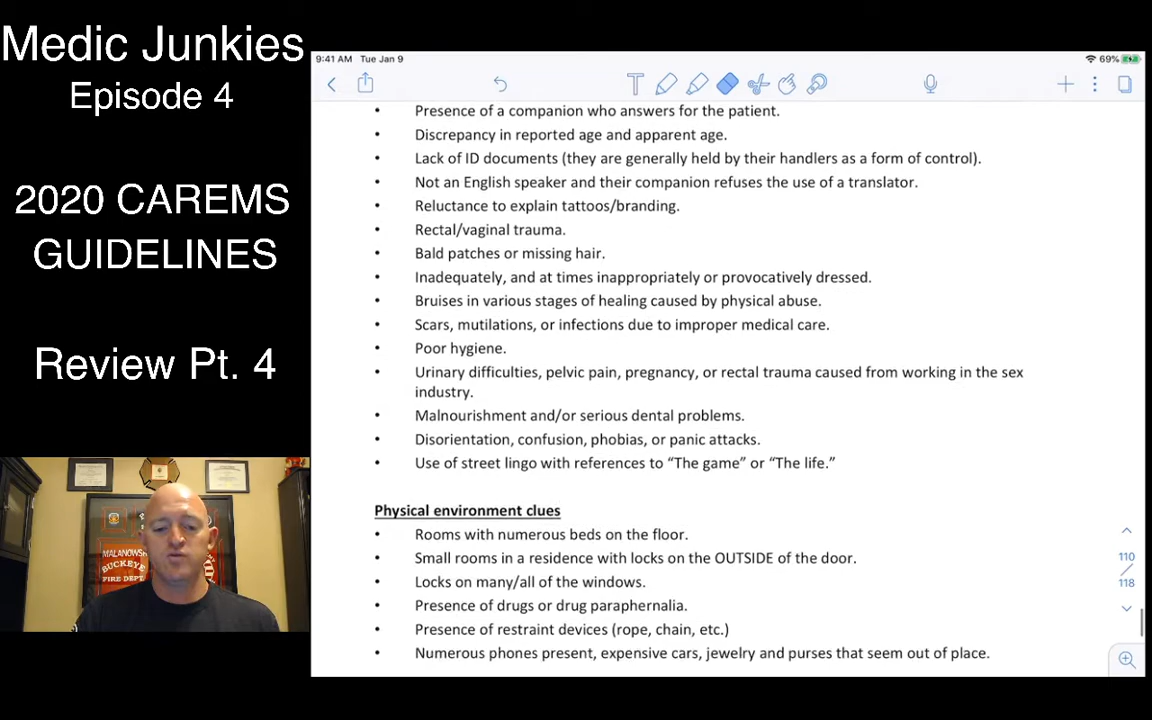 Medic Junkies
Episode 4
2020 CAREMS
GUIDELINES
Review Pt. 4
9:41 AM Tue Jan 9
69%
• Presence of a companion who answers for the patient.
• Discrepancy in reported age and apparent age.
• Lack of ID documents (they are generally held by their handlers as a form of control).
• Not an English speaker and their companion refuses the use of a translator.
• Reluctance to explain tattoos/branding.
• Rectal/vaginal trauma.
• Bald patches or missing hair.
• Inadequately, and at times inappropriately or provocatively dressed.
• Bruises in various stages of healing caused by physical abuse.
• Scars, mutilations, or infections due to improper medical care.
• Poor hygiene.
• Urinary difficulties, pelvic pain, pregnancy, or rectal trauma caused from working in the sex
industry.
• Malnourishment and/or serious dental problems.
• Disorientation, confusion, phobias, or panic attacks.
• Use of street lingo with references to “The game” or “The life.”
Physical environment clues
• Rooms with numerous beds on the floor.
• Small rooms in a residence with locks on the OUTSIDE of the door.
• Locks on many/all of the windows.
• Presence of drugs or drug paraphernalia.
• Presence of restraint devices (rope, chain, etc.)
• Numerous phones present, expensive cars, jewelry and purses that seem out of place.
110
118
BUCKEYE
FIRE DEPT